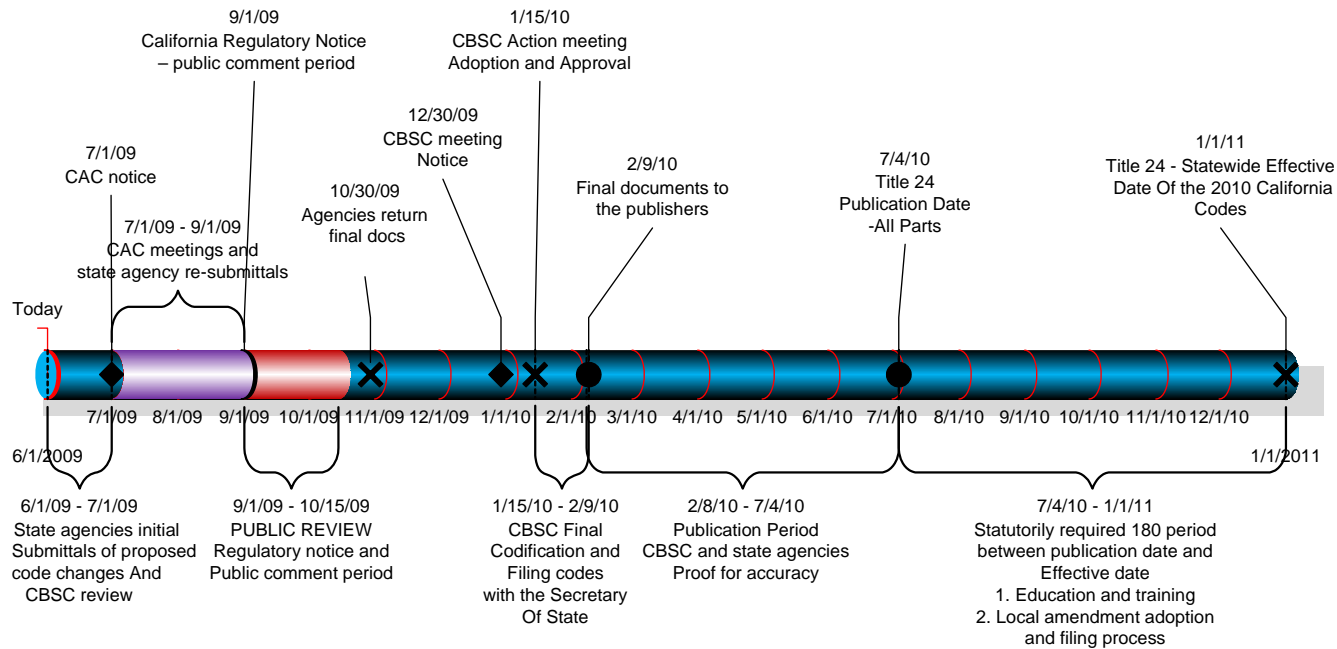 9/1/09
California Regulatory Notice
– public comment period
1/15/10
CBSC Action meeting
Adoption and Approval
12/30/09
CBSC meeting
Notice
7/1/09
CAC notice
2/9/10
Final documents to
the publishers
7/4/10
Title 24
Publication Date
-All Parts
1/1/11
Title 24 - Statewide Effective
Date Of the 2010 California
Codes
10/30/09
Agencies return
final docs
7/1/09 - 9/1/09
CAC meetings and
state agency re-submittals
Today
7/1/09 8/1/09 9/1/09 10/1/09 11/1/09 12/1/09 1/1/10 2/1/10 3/1/10 4/1/10 5/1/10 6/1/10 7/1/10 8/1/10 9/1/10 10/1/10 11/1/10 12/1/10
6/1/2009
1/1/2011
6/1/09 - 7/1/09
State agencies initial
Submittals of proposed
code changes And
CBSC review
9/1/09 - 10/15/09
PUBLIC REVIEW
Regulatory notice and
Public comment period
1/15/10 - 2/9/10
CBSC Final
Codification and
Filing codes
with the Secretary
Of State
2/8/10 - 7/4/10
Publication Period
CBSC and state agencies
Proof for accuracy
7/4/10 - 1/1/11
Statutorily required 180 period
between publication date and
Effective date
1. Education and training
2. Local amendment adoption
and filing process